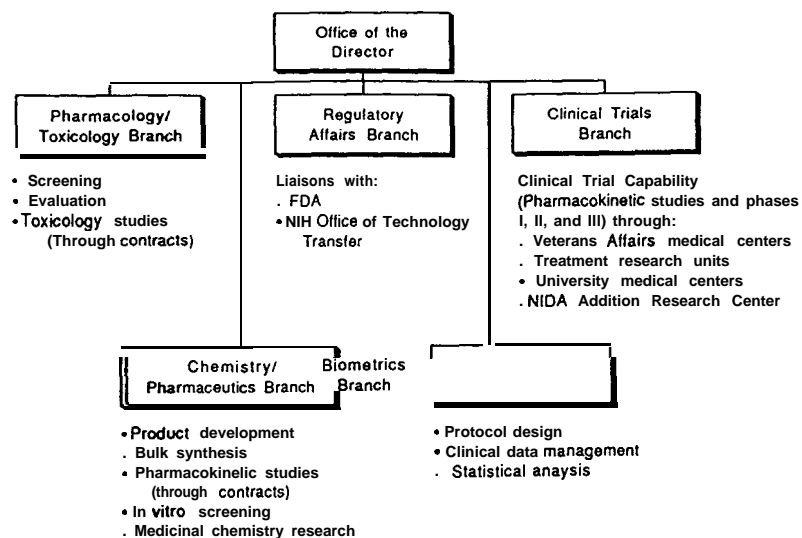 Office of the
Director
Pharmacology/
Toxicology Branch
Regulatory
Affairs Branch
Clinical Trials
Branch
• Screening
• Evaluation
• Toxicology studies
(Through contracts)
Liaisons with:
. FDA
• NIH Office of Technology
Transfer
Clinical Trial Capability
(Pharmacokinetic studies and phases
I, II, and III) through:
. Veterans Affairs medical centers
. Treatment research units
• University medical centers
. NIDA Addition Research Center
Chemistry/
Pharmaceutics Branch
Biometrics
Branch
• Product development
. Bulk synthesis
• Pharmacokinelic studies
(through contracts)
• In vitro screening
. Medicinal chemistry research
• Protocol design
• Clinical data management
. Statistical anaysis